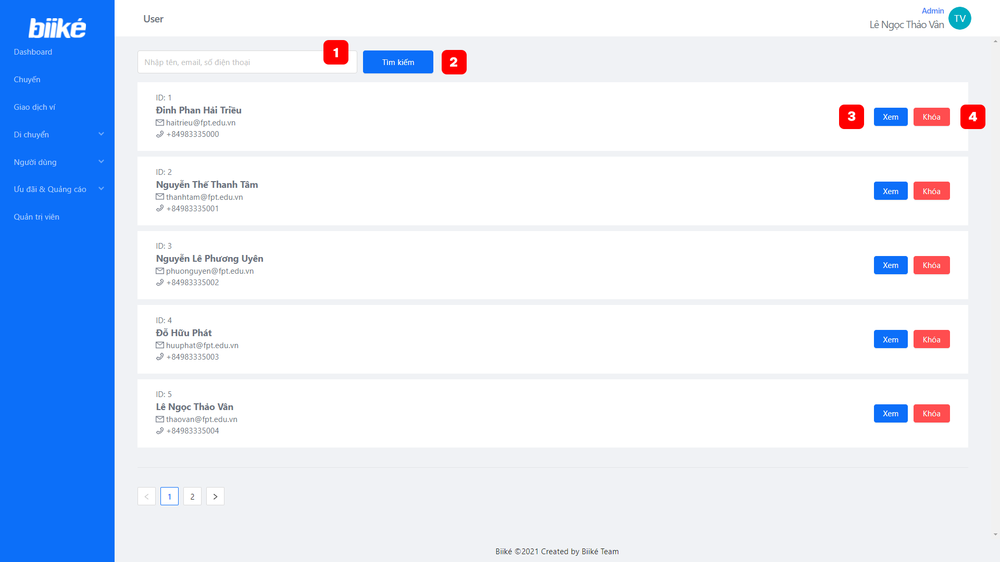 biiké
Dashboard
Chuyến
Giao dịch ví
Di chuyển
Người dùng
Ưu đãi & Quảng cáo
Quản trị viên
User
Admin
Lê Ngọc Thảo Vân
TV
Nhập tên, email, số điện thoại
1
Tìm kiếm
2
ID: 1
Đinh Phan Hải Triều
haitrieu@fpt.edu.vn
+84983335000
3
Xem
Khóa
4
ID: 2
Nguyễn Thế Thanh Tâm
thanhtam@fpt.edu.vn
+84983335001
Xem
Khóa
ID: 3
Nguyễn Lê Phương Uyên
phuonguyen@fpt.edu.vn
+84983335002
Xem
Khóa
ID: 4
Đỗ Hữu Phát
huuphat@fpt.edu.vn
+84983335003
Xem
Khóa
ID: 5
Lê Ngọc Thảo Vân
thaovan@fpt.edu.vn
+84983335004
Xem
Khóa
< 1 2 >
Biiké ©2021 Created by Biiké Team